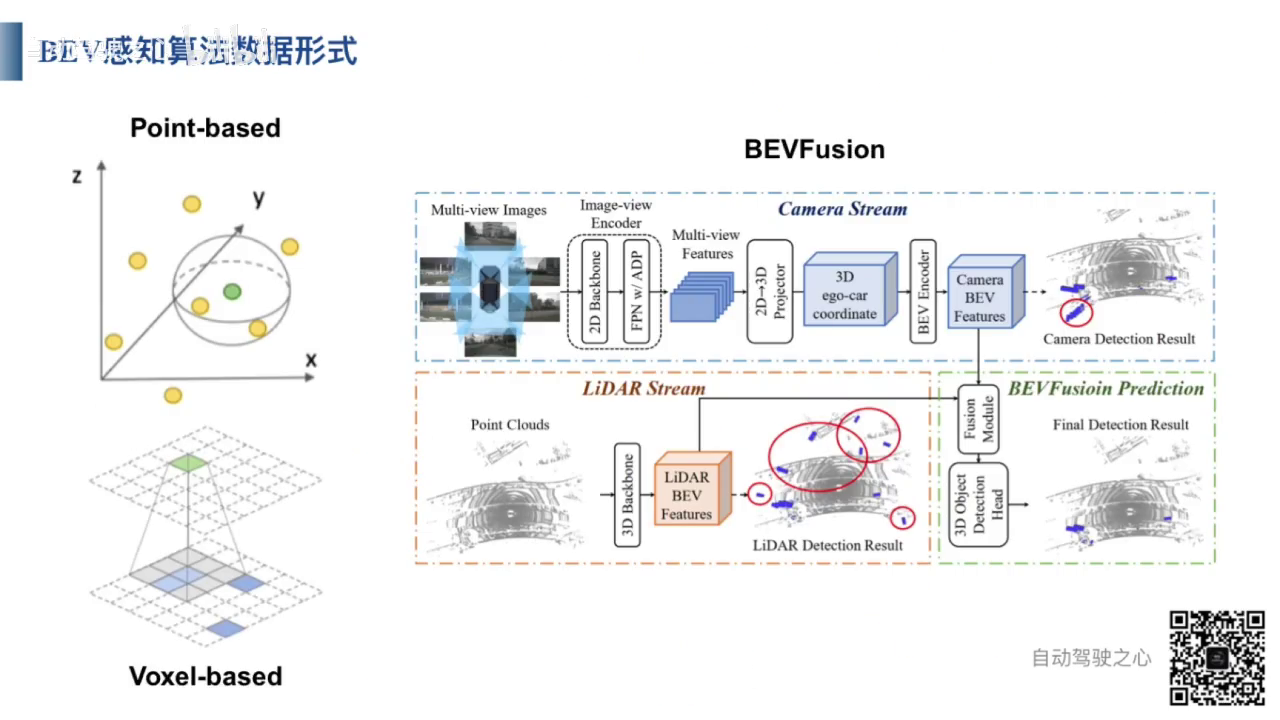 BEV感知算法数据形式
Point-based
z
y
x
Voxel-based
BEVFusion
Camera Stream
Multi-view Images
Image-view
Encoder
2D Backbone
FPN w/ ADP
Multi-view
Features
2D→3D
Projector
3D
ego-car
coordinate
BEV Encoder
Camera
BEV
Features
Camera Detection Result
LiDAR Stream
Point Clouds
3D Backbone
LiDAR
BEV
Features
LiDAR Detection Result
BEVFusioin Prediction
Fusion
Module
3D Object
Detection
Head
Final Detection Result
自动驾驶之心